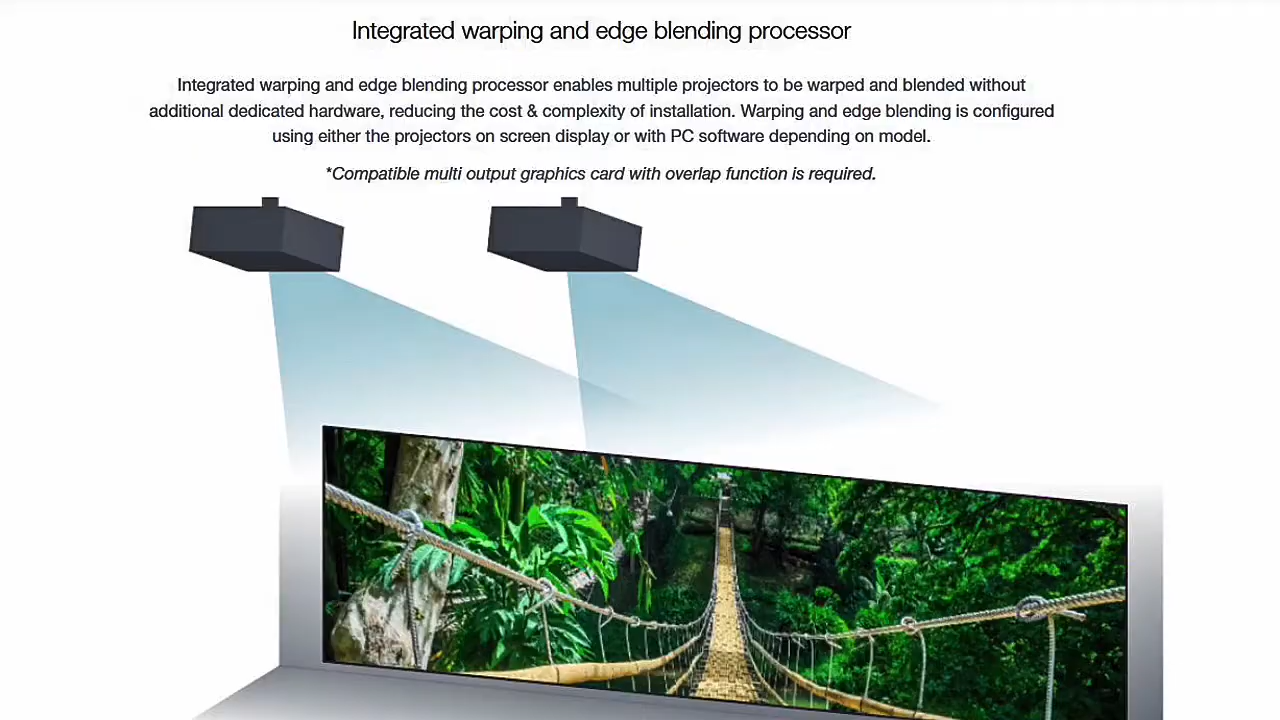 Integrated warping and edge blending processor
Integrated warping and edge blending processor enables multiple projectors to be warped and blended without
additional dedicated hardware, reducing the cost & complexity of installation. Warping and edge blending is configured
using either the projectors on screen display or with PC software depending on model.
*Compatible multi output graphics card with overlap function is required.